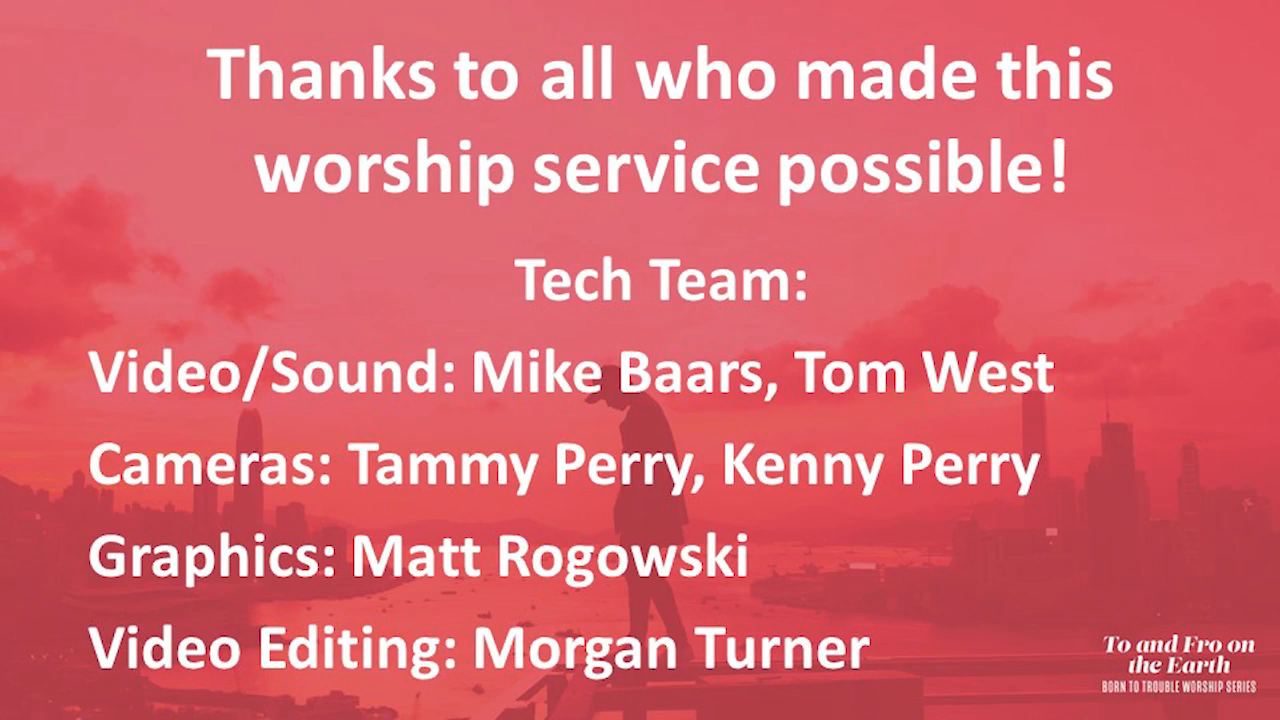 Thanks to all who made this
worship service possible!
Tech Team:
Video/Sound: Mike Baars, Tom West
Cameras: Tammy Perry, Kenny Perry
Graphics: Matt Rogowski
Video Editing: Morgan Turner
To and Fro on
the Earth
BORN TO TROUBLE WORSHIP SERIES